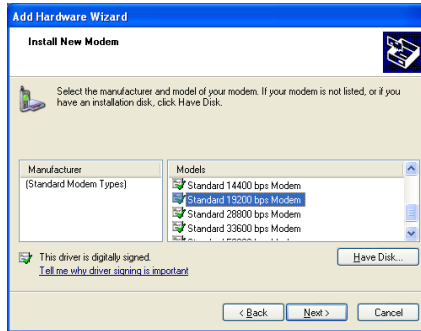 Add Hardware Wizard
Install New Modem
Select the manufacturer and model of your modem. If your modem is not listed, or if you
have an installation disk, click Have Disk.
Manufacturer
(Standard Modem Types)
Models
Standard 14400 bps Modem
Standard 19200 bps Modem
Standard 28800 bps Modem
Standard 33600 bps Modem
This driver is digitally signed.
Tell me why driver signing is important
Have Disk...
< Back
Next >
Cancel